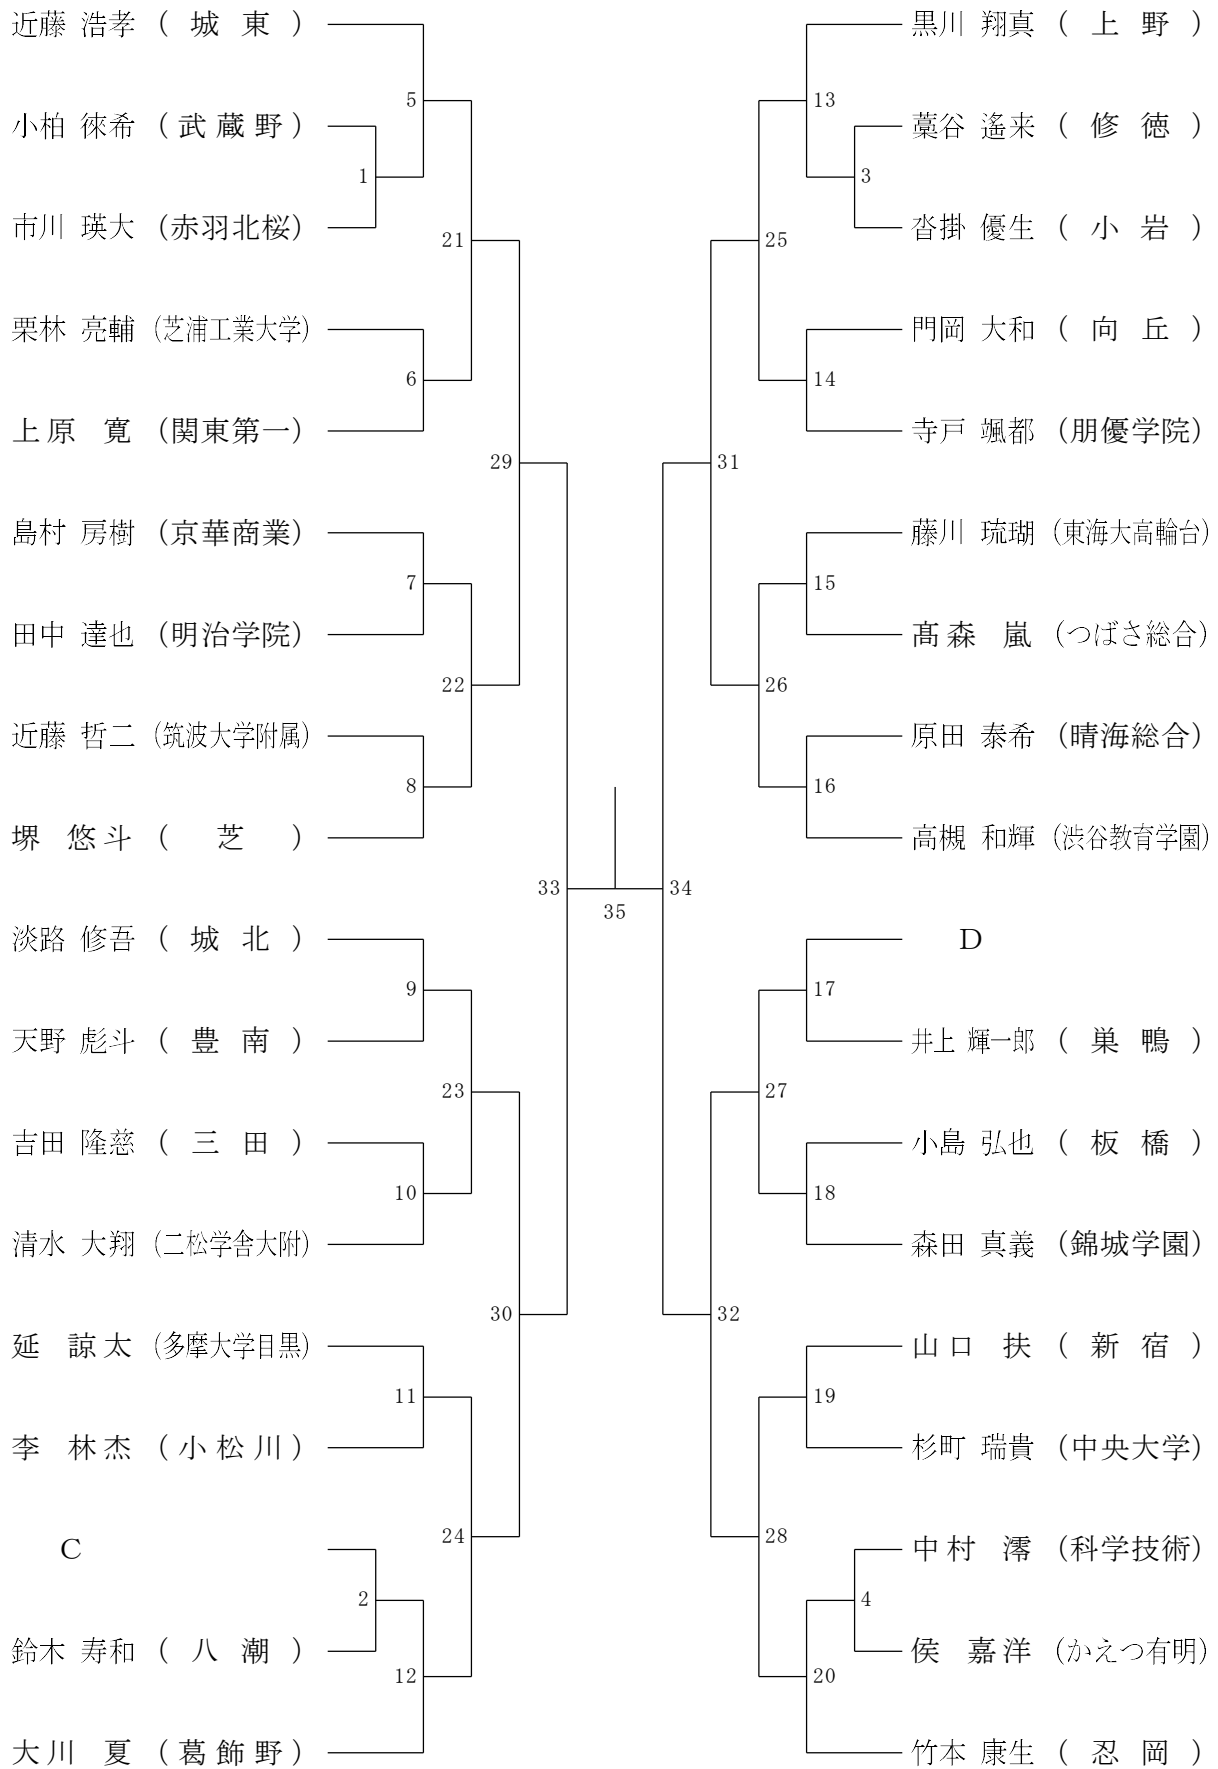 近藤 浩孝 ( 城 東 )
5
小柏 徠希 ( 武 蔵 野 )
1
市川 瑛大 (赤羽北桜)
21
栗林 亮輔 (芝浦工業大学)
6
上原 寛 (関東第一)
29
島村 房樹 (京華商業)
7
田中 達也 (明治学院)
22
近藤 哲二 (筑波大学附属)
8
堺 悠斗 ( 芝 )
33
淡路 修吾 ( 城 北 )
9
天野 彪斗 ( 豊 南 )
23
吉田 隆慈 ( 三 田 )
10
清水 大翔 (二松学舎大附)
30
延 諒太 (多摩大学目黒)
11
李 林杰 ( 小 松 川 )
24
C
2
鈴木 寿和 ( 八 潮 )
12
大川 夏 ( 葛 飾 野 )
35
黒川 翔真 ( 上 野 )
13
藁谷 遙来 ( 修 徳 )
3
沓掛 優生 ( 小 岩 )
25
門岡 大和 ( 向 丘 )
14
寺戸 颯都 (朋優学院)
31
藤川 琉瑚 (東海大高輪台)
15
髙森 嵐 (つばさ総合)
26
原田 泰希 (晴海総合)
16
高槻 和輝 (渋谷教育学園)
34
D
17
井上 輝一郎 ( 巣 鴨 )
27
小島 弘也 ( 板 橋 )
18
森田 真義 (錦城学園)
32
山口 扶 ( 新 宿 )
19
杉町 瑞貴 (中央大学)
28
中村 澪 (科学技術)
4
侯 嘉洋 (かえつ有明)
20
竹本 康生 ( 忍 岡 )